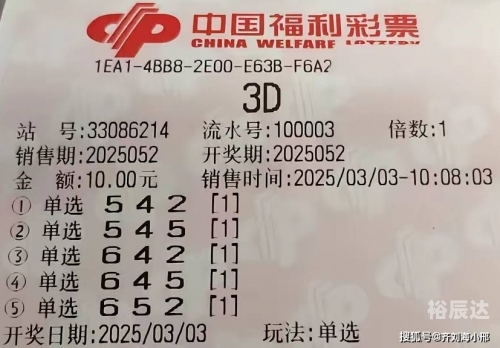 中国福利彩票
CHINA WELFARE LOTTERY
1EA1-4BB8-2E00-E63B-F6A2
3D
站 号:33086214 流水号:100003 倍数:1
销售期:2025052 开奖期:2025052
金 额:10.00元 销售时间:2025/03/03-10:08:03
① 单选 5 4 2 [1]
② 单选 5 4 5 [1]
③ 单选 6 4 2 [1]
④ 单选 6 4 5 [1]
⑤ 单选 6 5 2 [1]
开奖日期:2025/03/03 玩法:单选
裕辰达
搜狐号@齐刘海小邢